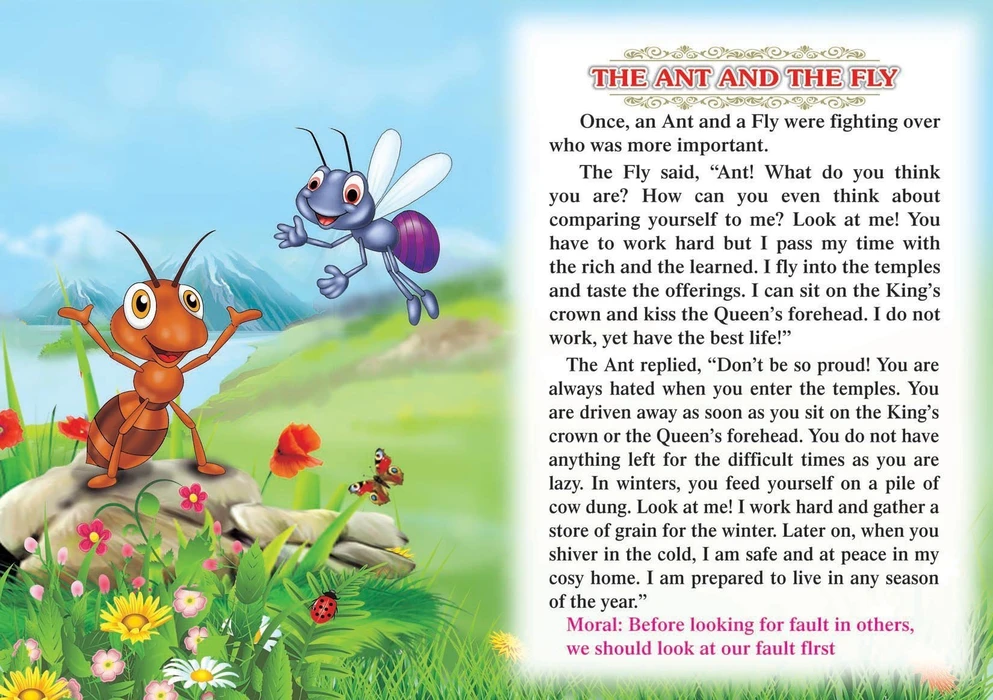 THE ANT AND THE FLY
Once, an Ant and a Fly were fighting over
who was more important.
The Fly said, “Ant! What do you think
you are? How can you even think about
comparing yourself to me? Look at me! You
have to work hard but I pass my time with
the rich and the learned. I fly into the temples
and taste the offerings. I can sit on the King’s
crown and kiss the Queen’s forehead. I do not
work, yet have the best life!”
The Ant replied, “Don’t be so proud! You are
always hated when you enter the temples. You
are driven away as soon as you sit on the King’s
crown or the Queen’s forehead. You do not have
anything left for the difficult times as you are
lazy. In winters, you feed yourself on a pile of
cow dung. Look at me! I work hard and gather a
store of grain for the winter. Later on, when you
shiver in the cold, I am safe and at peace in my
cosy home. I am prepared to live in any season
of the year.”
Moral: Before looking for fault in others,
we should look at our fault flrst